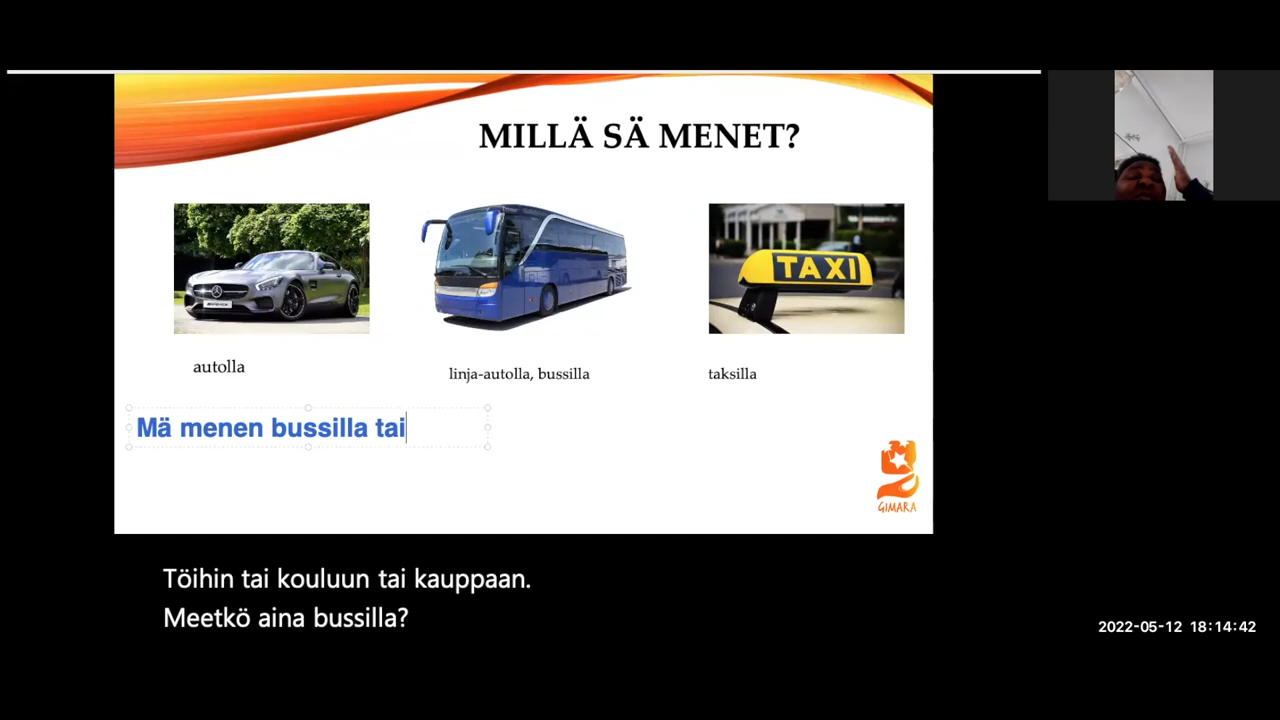 MILLÄ SÄ MENET?
TAXI
autolla
linja-autolla, bussilla
taksilla
Mä menen bussilla tai
GIMARA
Töihin tai kouluun tai kauppaan.
Meetkö aina bussilla?
2022-05-12 18:14:42